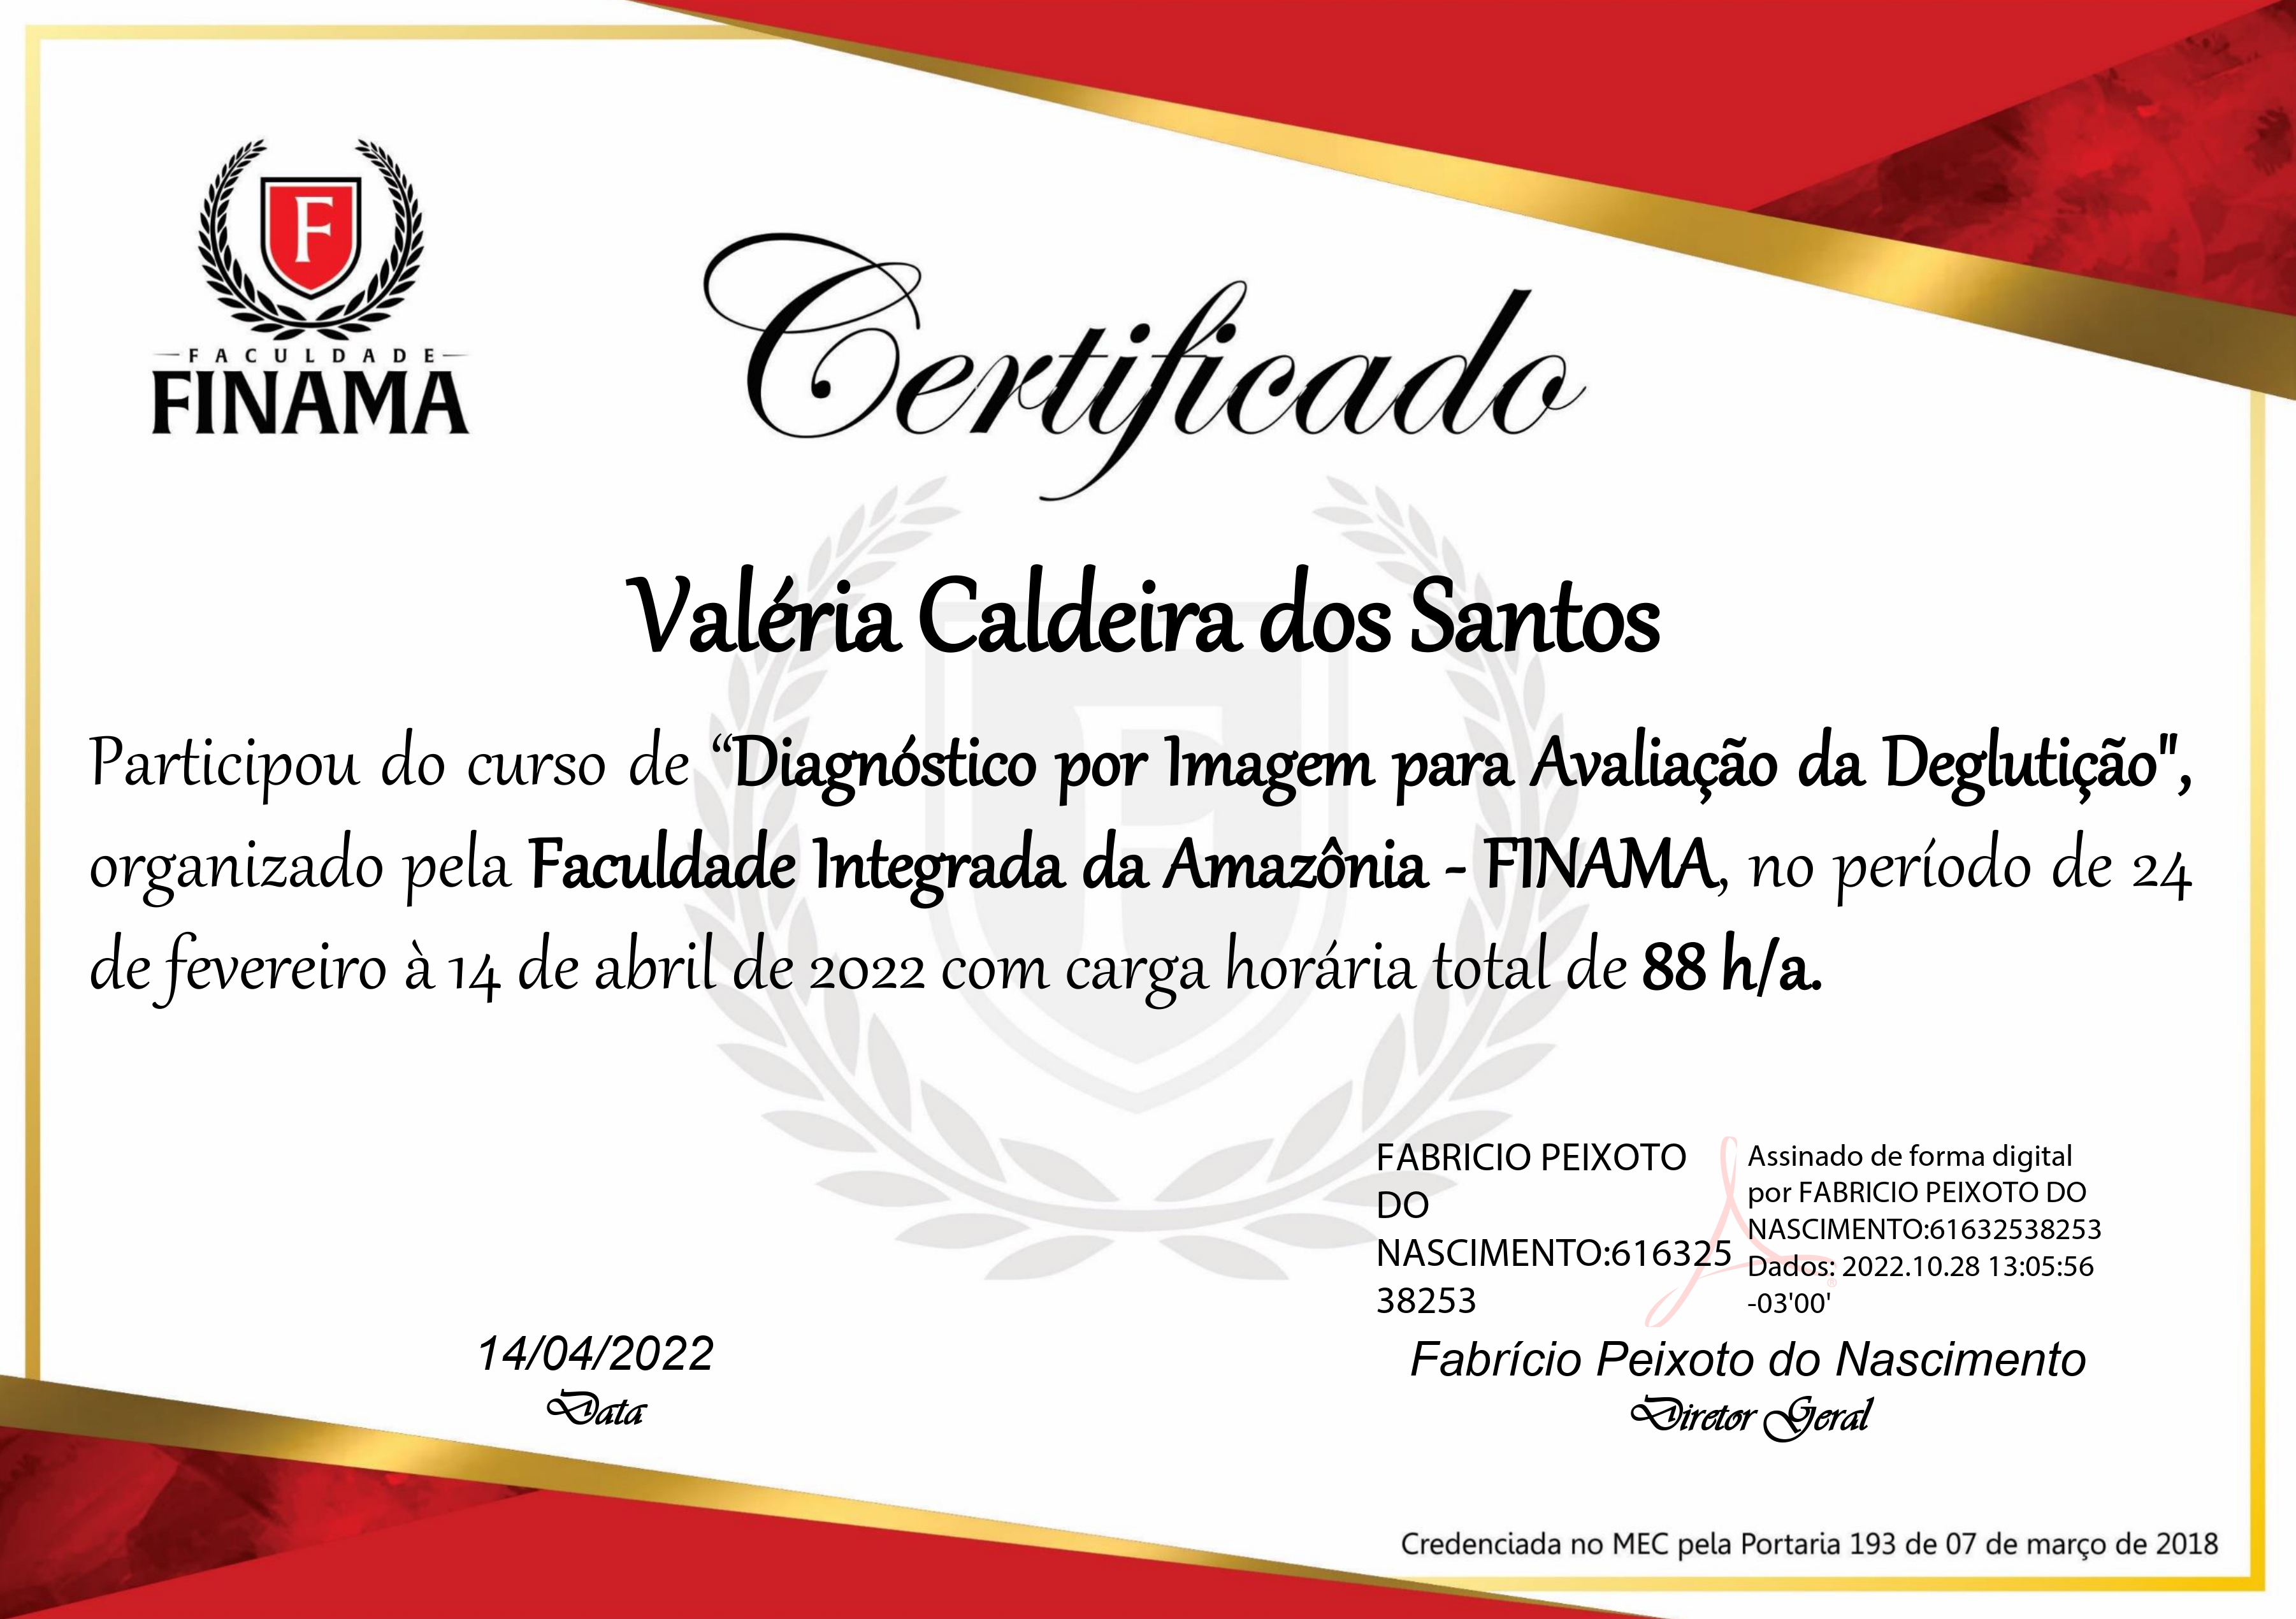 F
FACULDADE
FINAMA
Certificado
Valéria Caldeira dos Santos
Participou do curso de “Diagnóstico por Imagem para Avaliação da Deglutição",
organizado pela Faculdade Integrada da Amazônia - FINAMA, no período de 24
de fevereiro à 14 de abril de 2022 com carga horária total de 88 h/a.
FABRICIO PEIXOTO
DO
NASCIMENTO:616325
38253
Assinado de forma digital
por FABRICIO PEIXOTO DO
NASCIMENTO:61632538253
Dados: 2022.10.28 13:05:56
-03'00'
14/04/2022
Data
Fabrício Peixoto do Nascimento
Diretor Geral
Credenciada no MEC pela Portaria 193 de 07 de março de 2018